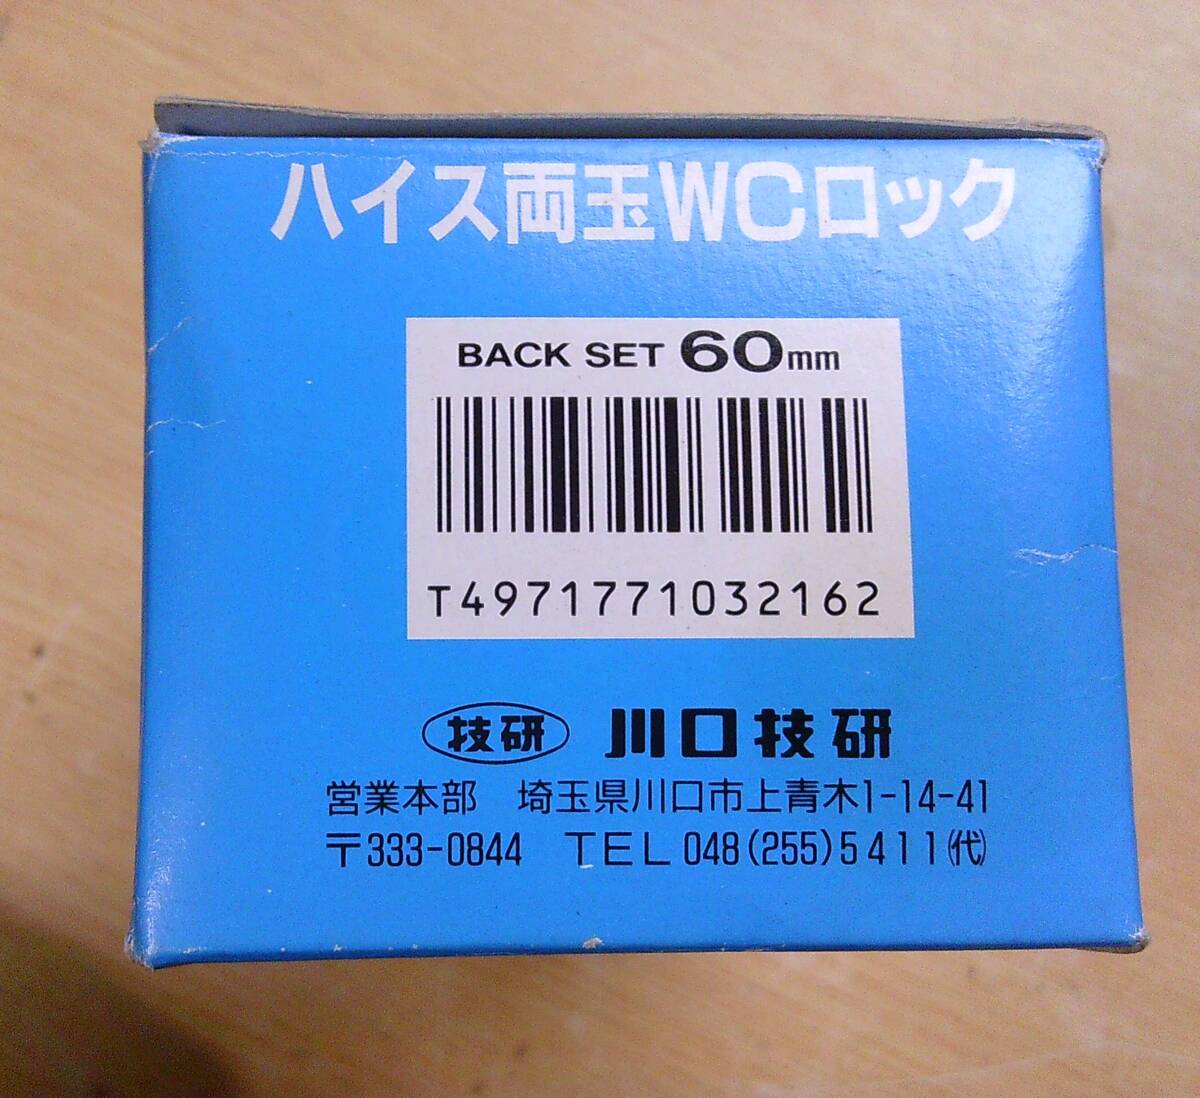 ハイス両玉WCロック
BACK SET 60mm
T4971771032162
技研 川口技研
営業本部 埼玉県川口市上青木1-14-41
〒333-0844 TEL 048(255)5411㈹